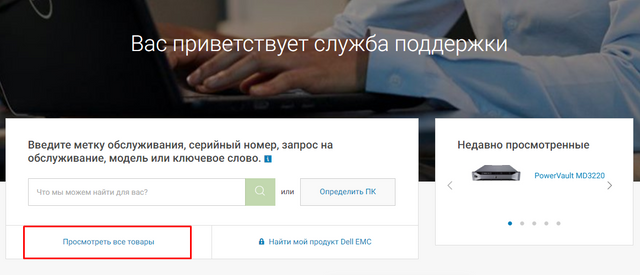 Вас приветствует служба поддержки
Введите метку обслуживания, серийный номер, запрос на
обслуживание, модель или ключевое слово.
Что мы можем найти для вас?
или
Определить ПК
Просмотреть все товары
Найти мой продукт Dell EMC
Недавно просмотренные
PowerVault MD3220